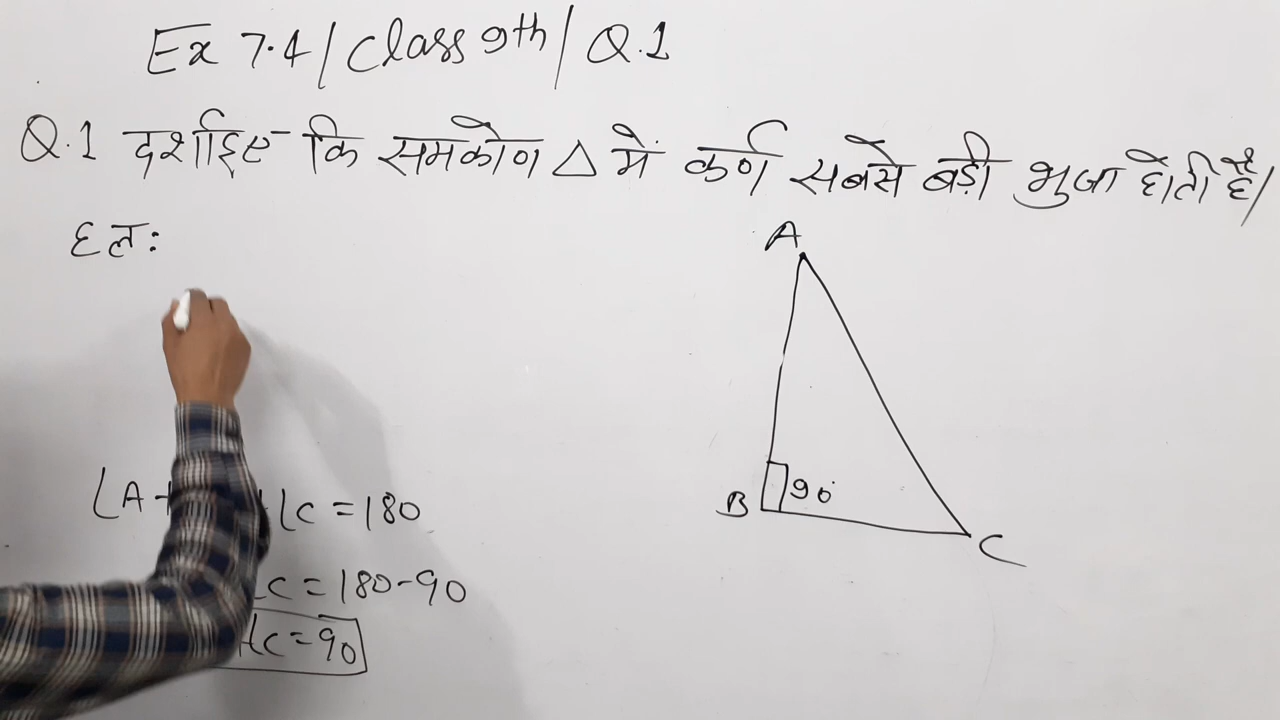 Ex 7.4 / Class 9th / Q.1
Q.1 दर्शाइए कि समकोण △ में कर्ण सबसे बड़ी भुजा होती है।
हल:
A
B 90°
C
∠A + ∠C = 180
∠C = 180 - 90
∠C = 90